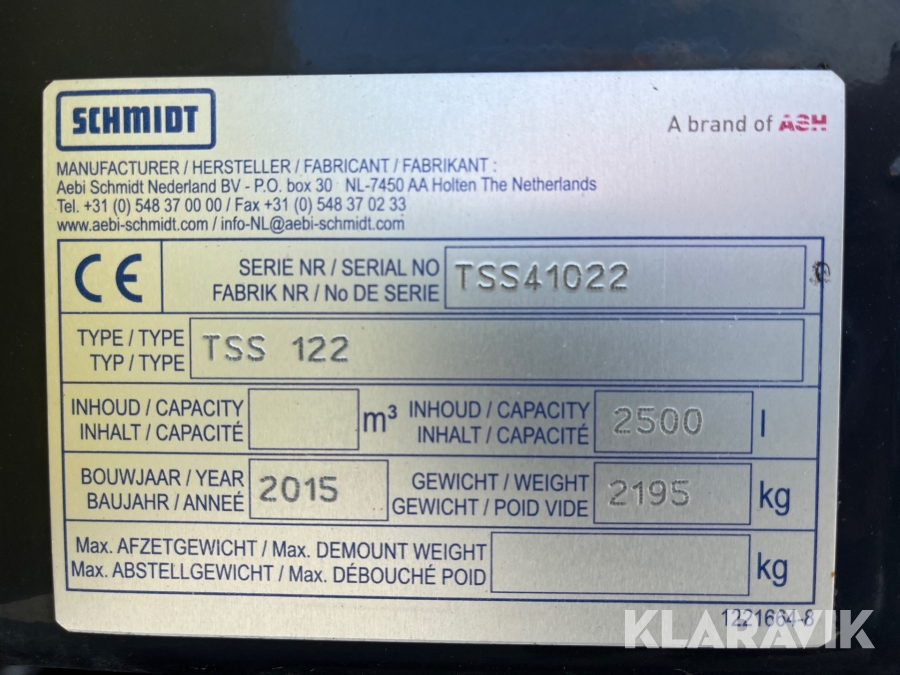 SCHMIDT
A brand of ASH
MANUFACTURER / HERSTELLER / FABRICANT / FABRIKANT :
Aebi Schmidt Nederland BV - P.O. box 30 NL-7450 AA Holten The Netherlands
Tel. +31 (0) 548 37 00 00 / Fax +31 (0) 548 37 02 33
www.aebi-schmidt.com / info-NL@aebi-schmidt.com
CE
SERIE NR / SERIAL NO
FABRIK NR / No DE SERIE
TSS41022
TYPE / TYPE
TYP / TYPE
TSS 122
INHOUD / CAPACITY
INHALT / CAPACITÉ
m³
INHOUD / CAPACITY
INHALT / CAPACITÉ
2500
l
BOUWJAAR / YEAR
BAUJAHR / ANNEÉ
2015
GEWICHT / WEIGHT
GEWICHT / POID VIDE
2195
kg
Max. AFZETGEWICHT / Max. DEMOUNT WEIGHT
Max. ABSTELLGEWICHT / Max. DÉBOUCHÉ POID
kg
1221664-8
KLARAVIK